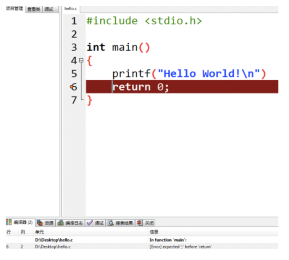 项目管理 查看类 调试
hello.c
1 #include <stdio.h>
2
3 int main()
4 {
5 printf("Hello World!\n")
6 return 0;
7 }
编译器 (2) 资源 编译日志 调试 搜索结果 关闭
行 列 单元 信息
D:\Desktop\hello.c In function 'main':
6 2 D:\Desktop\hello.c [Error] expected ';' before 'return'